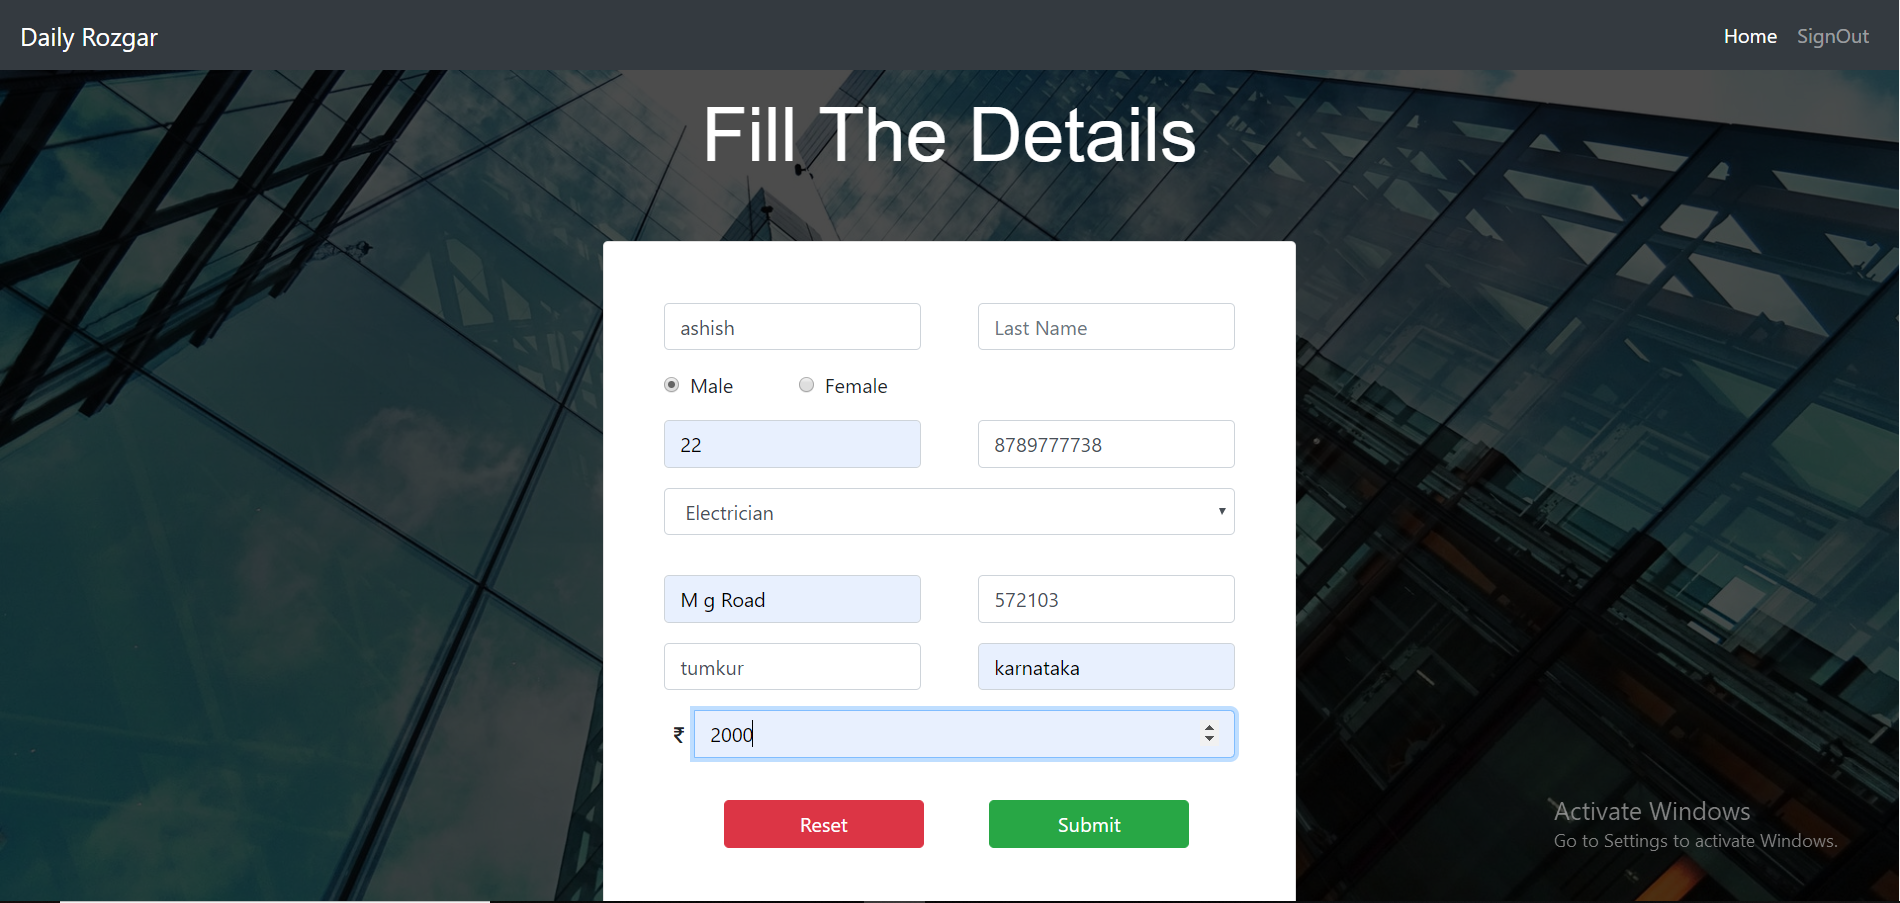 Daily Rozgar
Home SignOut
Fill The Details
ashish Last Name
Male Female
22 8789777738
Electrician
M g Road 572103
tumkur karnataka
₹ 2000
Reset Submit
Activate Windows
Go to Settings to activate Windows.